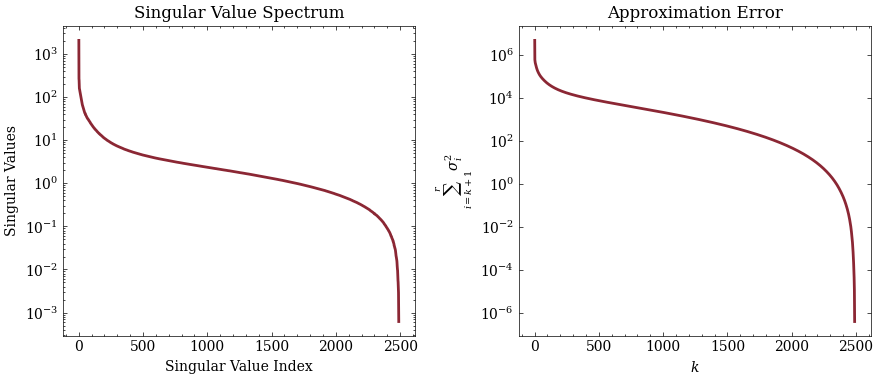 Singular Value Spectrum
Singular Values
10³
10²
10¹
10⁰
10⁻¹
10⁻²
10⁻³
0 500 1000 1500 2000 2500
Singular Value Index
Approximation Error
∑ᵢ₌ₖ₊₁ʳ σᵢ²
10⁶
10⁴
10²
10⁰
10⁻²
10⁻⁴
10⁻⁶
0 500 1000 1500 2000 2500
k